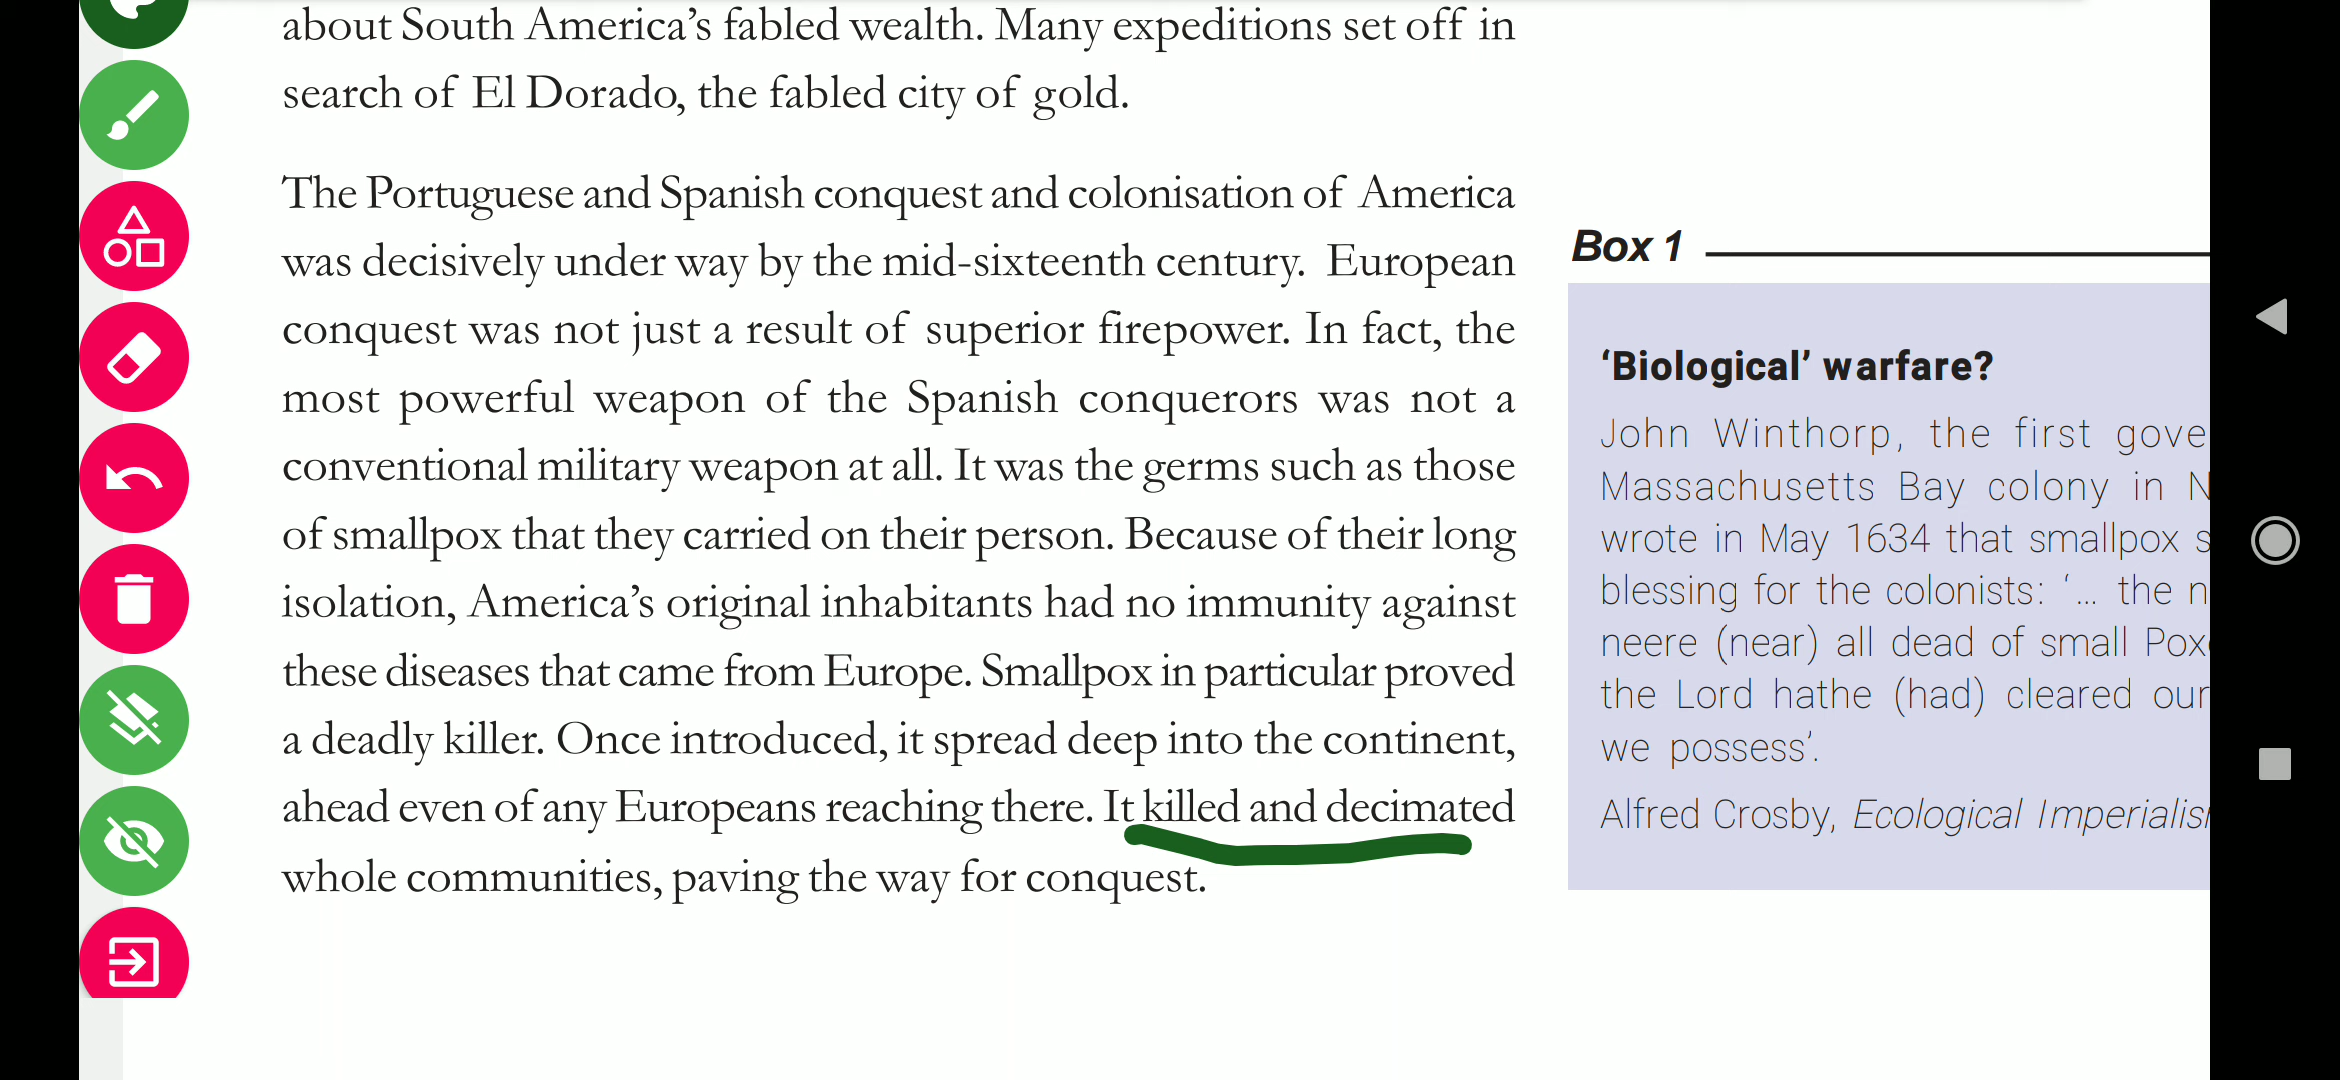 about South America’s fabled wealth. Many expeditions set off in
search of El Dorado, the fabled city of gold.
The Portuguese and Spanish conquest and colonisation of America
was decisively under way by the mid-sixteenth century. European
conquest was not just a result of superior firepower. In fact, the
most powerful weapon of the Spanish conquerors was not a
conventional military weapon at all. It was the germs such as those
of smallpox that they carried on their person. Because of their long
isolation, America’s original inhabitants had no immunity against
these diseases that came from Europe. Smallpox in particular proved
a deadly killer. Once introduced, it spread deep into the continent,
ahead even of any Europeans reaching there. It killed and decimated
whole communities, paving the way for conquest.
Box 1
‘Biological’ warfare?
John Winthorp, the first
Massachusetts Bay colony in
wrote in May 1634 that smallpox
blessing for the colonists: ‘... the
neere (near) all dead of small
the Lord hathe (had) cleared our
we possess’.
Alfred Crosby, Ecological